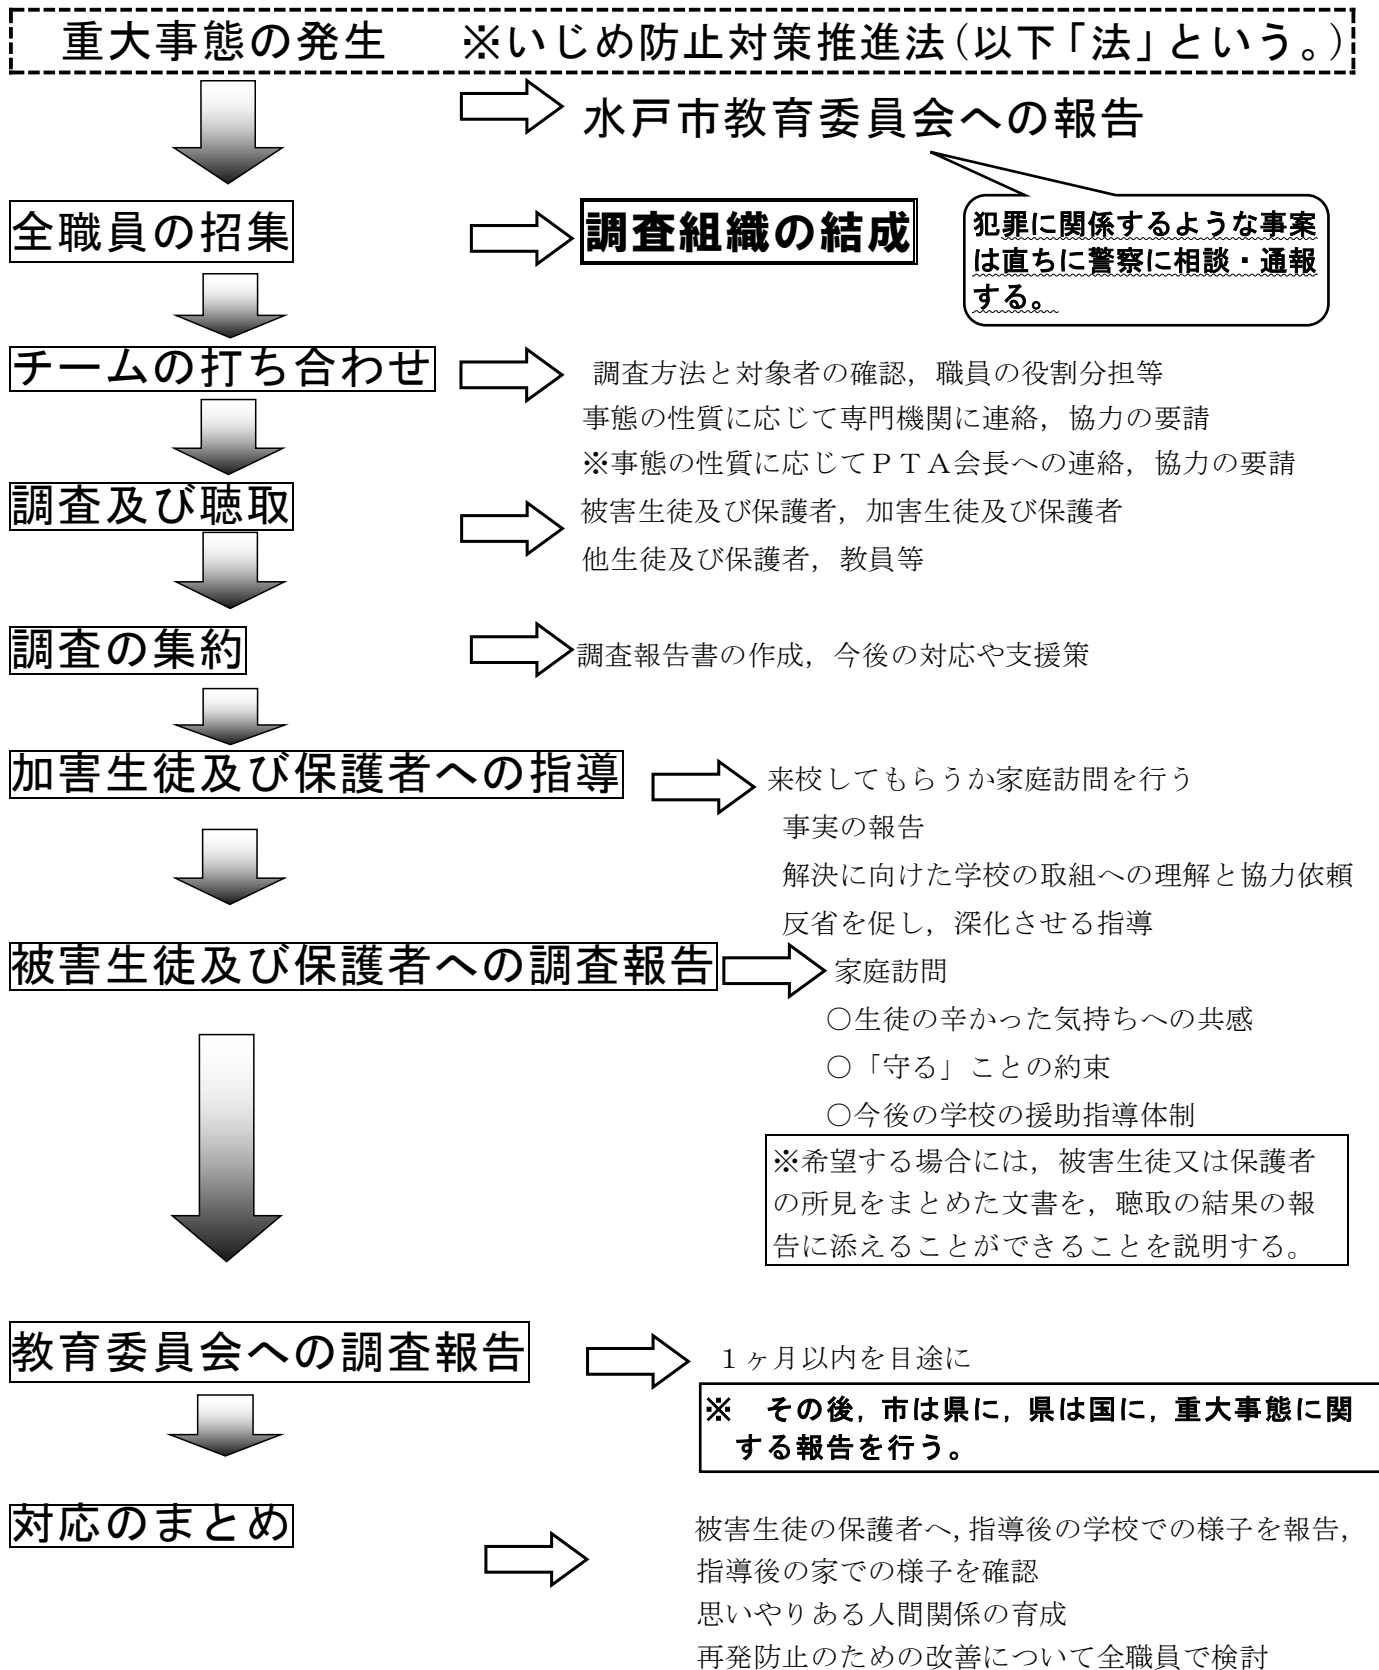 重大事態の発生　※いじめ防止対策推進法(以下「法」という。)
水戸市教育委員会への報告
全職員の招集
調査組織の結成
犯罪に関係するような事案
は直ちに警察に相談・通報
する。
チームの打ち合わせ
調査方法と対象者の確認，職員の役割分担等
事態の性質に応じて専門機関に連絡，協力の要請
※事態の性質に応じてＰＴＡ会長への連絡，協力の要請
調査及び聴取
被害生徒及び保護者，加害生徒及び保護者
他生徒及び保護者，教員等
調査の集約
調査報告書の作成，今後の対応や支援策
加害生徒及び保護者への指導
来校してもらうか家庭訪問を行う
事実の報告
解決に向けた学校の取組への理解と協力依頼
反省を促し，深化させる指導
被害生徒及び保護者への調査報告
家庭訪問
○生徒の辛かった気持ちへの共感
○「守る」ことの約束
○今後の学校の援助指導体制
※希望する場合には，被害生徒又は保護者
の所見をまとめた文書を，聴取の結果の報
告に添えることができることを説明する。
教育委員会への調査報告
１ヶ月以内を目途に
※　その後，市は県に，県は国に，重大事態に関
する報告を行う。
対応のまとめ
被害生徒の保護者へ，指導後の学校での様子を報告，
指導後の家での様子を確認
思いやりある人間関係の育成
再発防止のための改善について全職員で検討